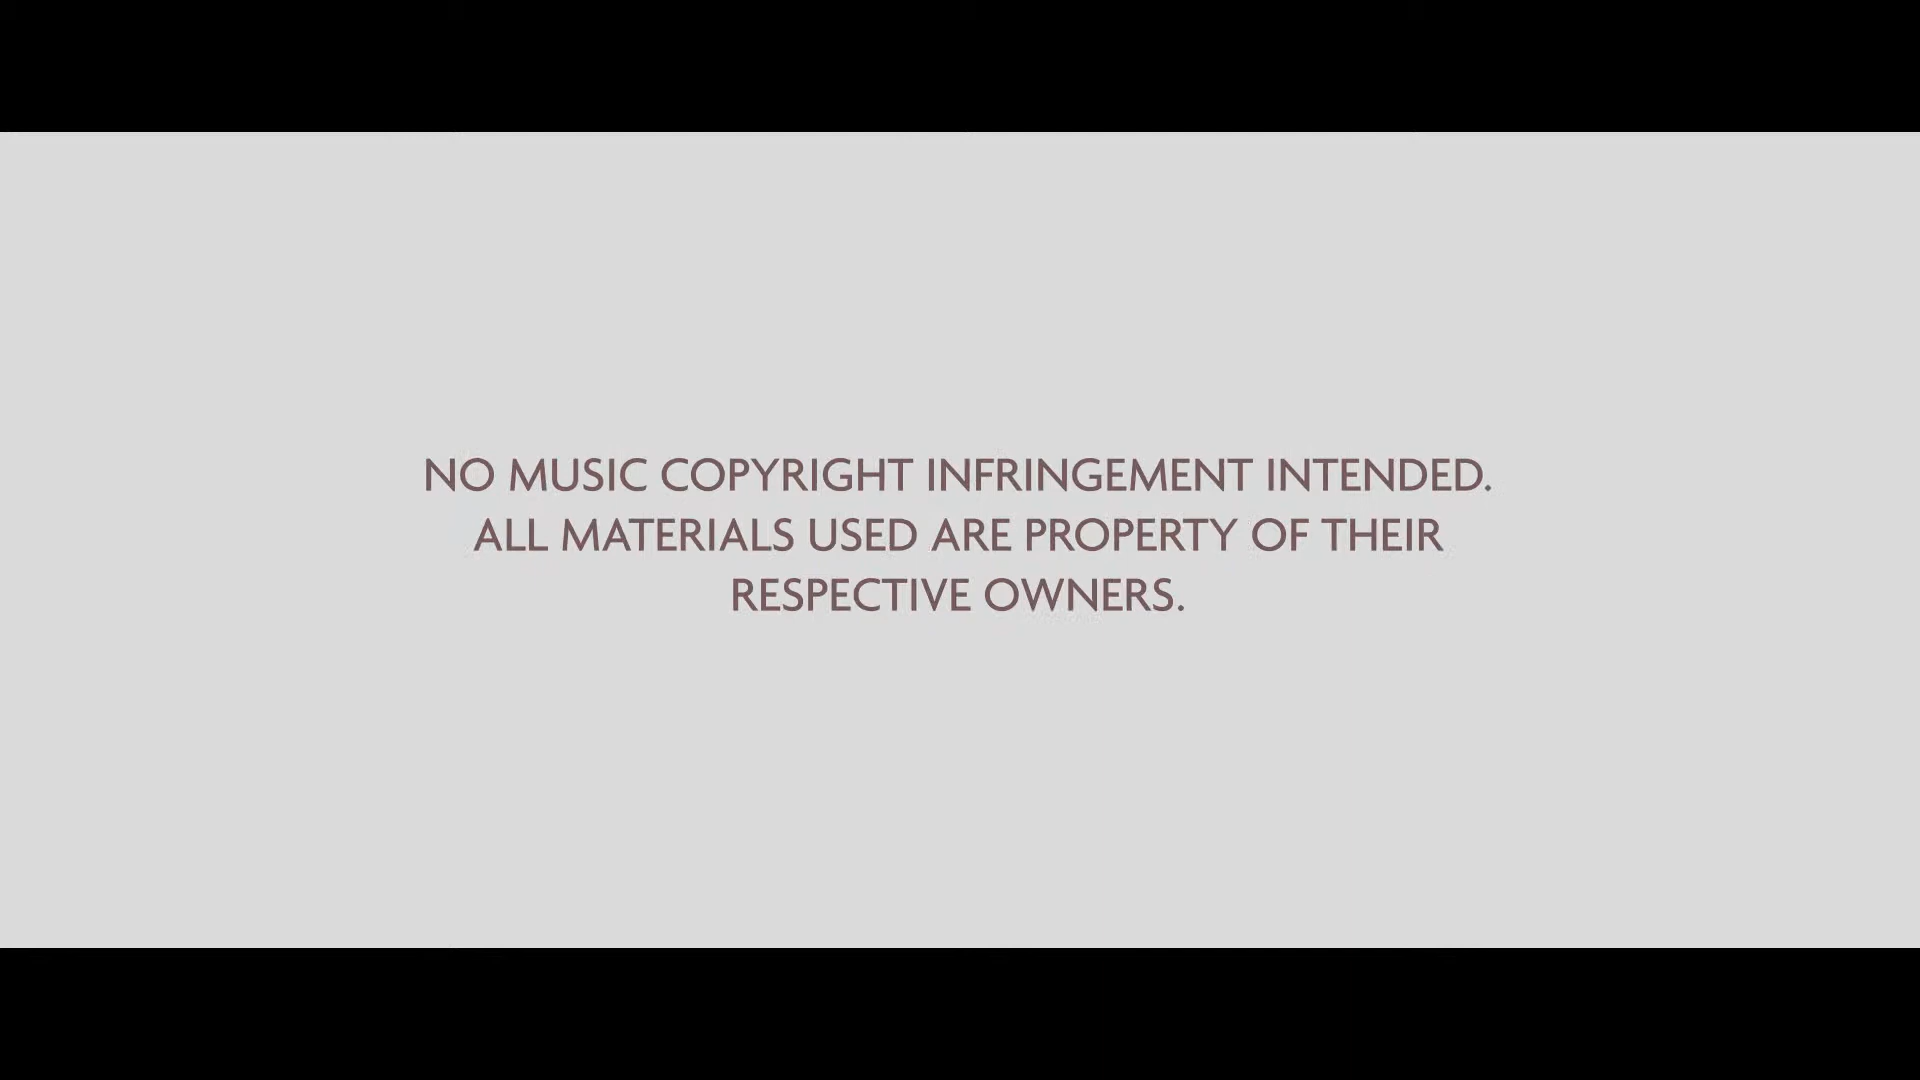 NO MUSIC COPYRIGHT INFRINGEMENT INTENDED.
ALL MATERIALS USED ARE PROPERTY OF THEIR
RESPECTIVE OWNERS.